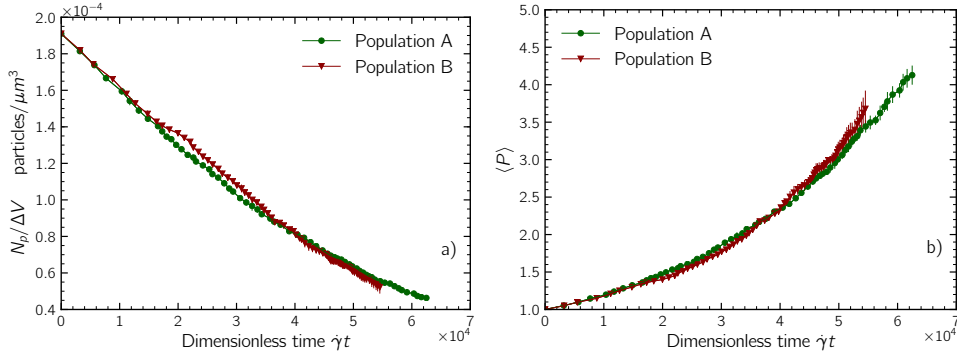 2.0 ×10⁻⁴
1.8
1.6
1.4
1.2
1.0
0.8
0.6
0.4
N_p/ΔV particles/μm³
Population A
Population B
a)
0 1 2 3 4 5 6 7
×10⁴
Dimensionless time γ̇t
5.0
4.5
4.0
3.5
3.0
2.5
2.0
1.5
1.0
⟨P⟩
Population A
Population B
b)
0 1 2 3 4 5 6 7
×10⁴
Dimensionless time γ̇t